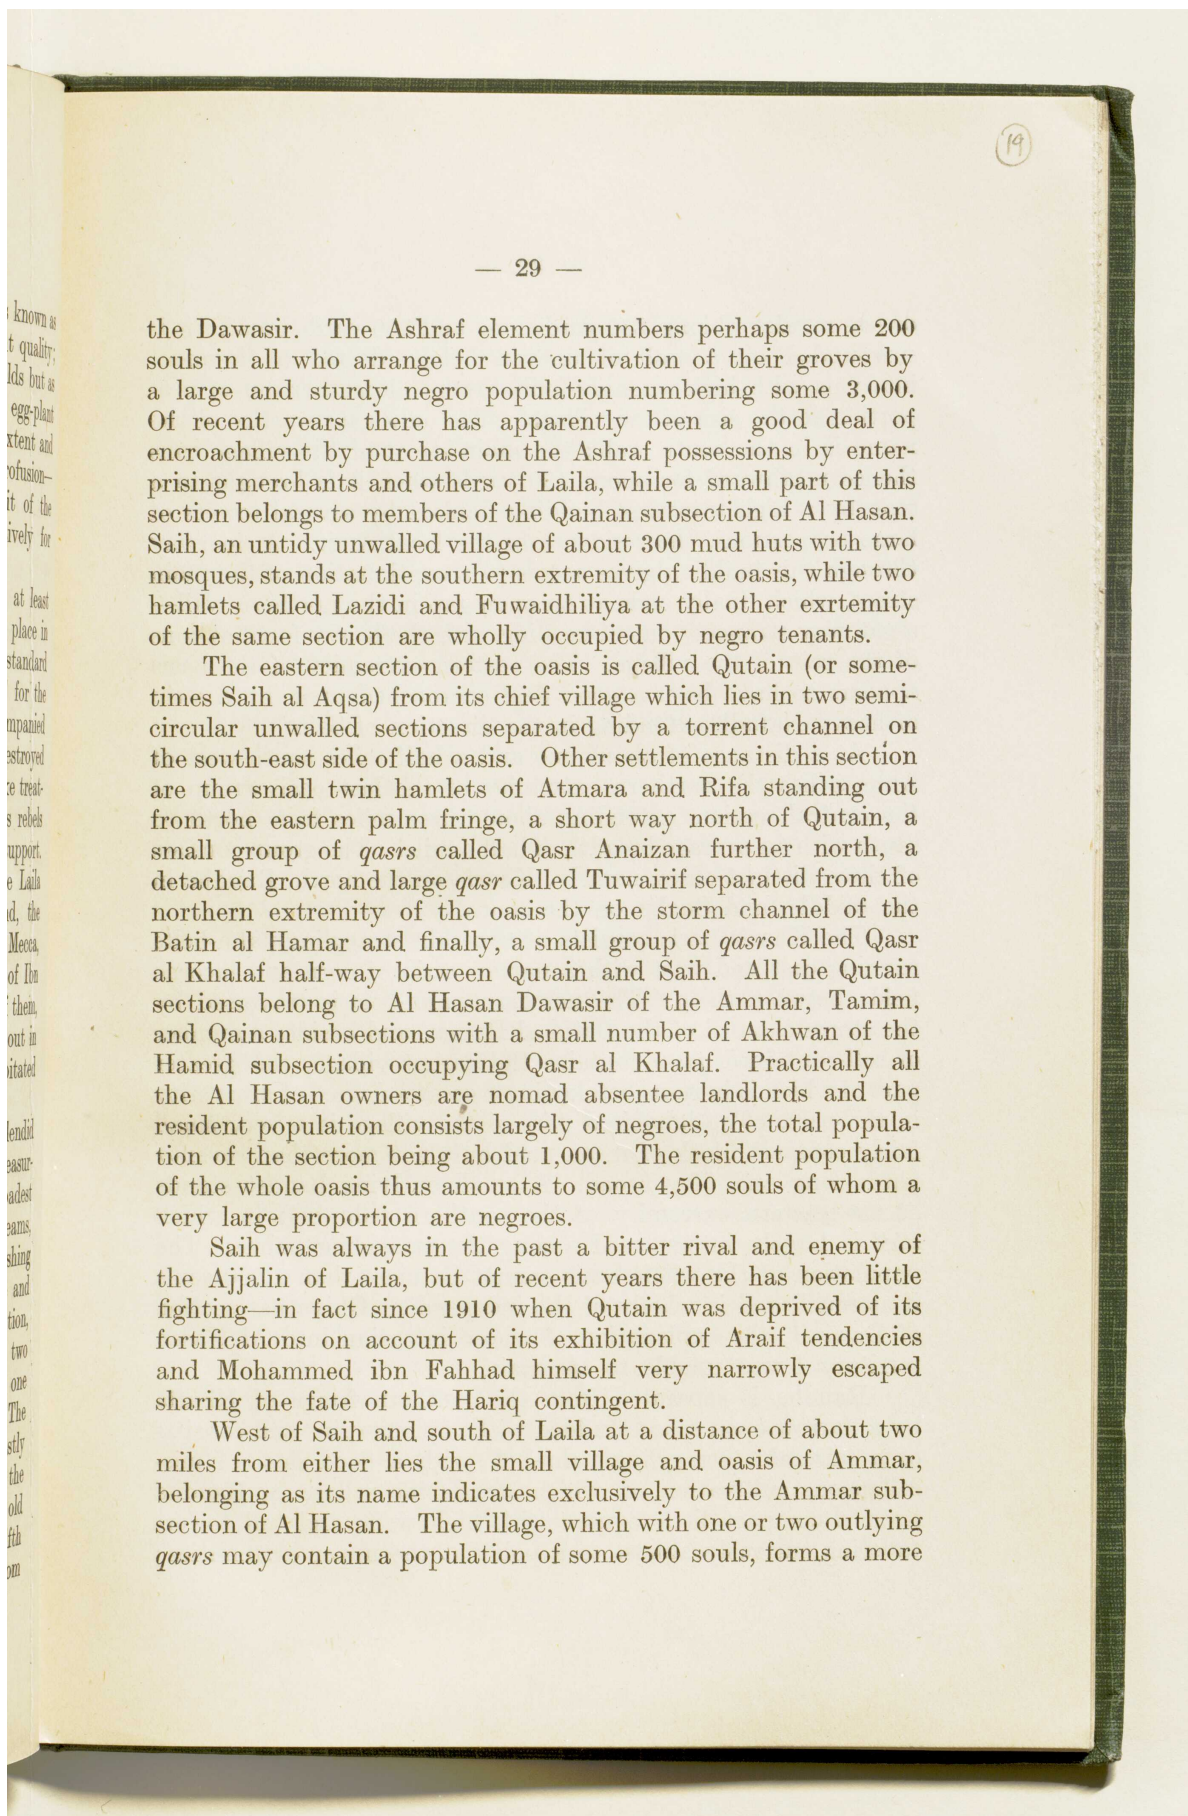 19
— 29 —
the Dawasir. The Ashraf element numbers perhaps some 200
souls in all who arrange for the cultivation of their groves by
a large and sturdy negro population numbering some 3,000.
Of recent years there has apparently been a good deal of
encroachment by purchase on the Ashraf possessions by enter-
prising merchants and others of Laila, while a small part of this
section belongs to members of the Qainan subsection of Al Hasan.
Saih, an untidy unwalled village of about 300 mud huts with two
mosques, stands at the southern extremity of the oasis, while two
hamlets called Lazidi and Fuwaidhiliya at the other exrtemity
of the same section are wholly occupied by negro tenants.
The eastern section of the oasis is called Qutain (or some-
times Saih al Aqsa) from its chief village which lies in two semi-
circular unwalled sections separated by a torrent channel on
the south-east side of the oasis. Other settlements in this section
are the small twin hamlets of Atmara and Rifa standing out
from the eastern palm fringe, a short way north of Qutain, a
small group of qasrs called Qasr Anaizan further north, a
detached grove and large qasr called Tuwairif separated from the
northern extremity of the oasis by the storm channel of the
Batin al Hamar and finally, a small group of qasrs called Qasr
al Khalaf half-way between Qutain and Saih. All the Qutain
sections belong to Al Hasan Dawasir of the Ammar, Tamim,
and Qainan subsections with a small number of Akhwan of the
Hamid subsection occupying Qasr al Khalaf. Practically all
the Al Hasan owners are nomad absentee landlords and the
resident population consists largely of negroes, the total popula-
tion of the section being about 1,000. The resident population
of the whole oasis thus amounts to some 4,500 souls of whom a
very large proportion are negroes.
Saih was always in the past a bitter rival and enemy of
the Ajjalin of Laila, but of recent years there has been little
fighting—in fact since 1910 when Qutain was deprived of its
fortifications on account of its exhibition of Araif tendencies
and Mohammed ibn Fahhad himself very narrowly escaped
sharing the fate of the Hariq contingent.
West of Saih and south of Laila at a distance of about two
miles from either lies the small village and oasis of Ammar,
belonging as its name indicates exclusively to the Ammar sub-
section of Al Hasan. The village, which with one or two outlying
qasrs may contain a population of some 500 souls, forms a more